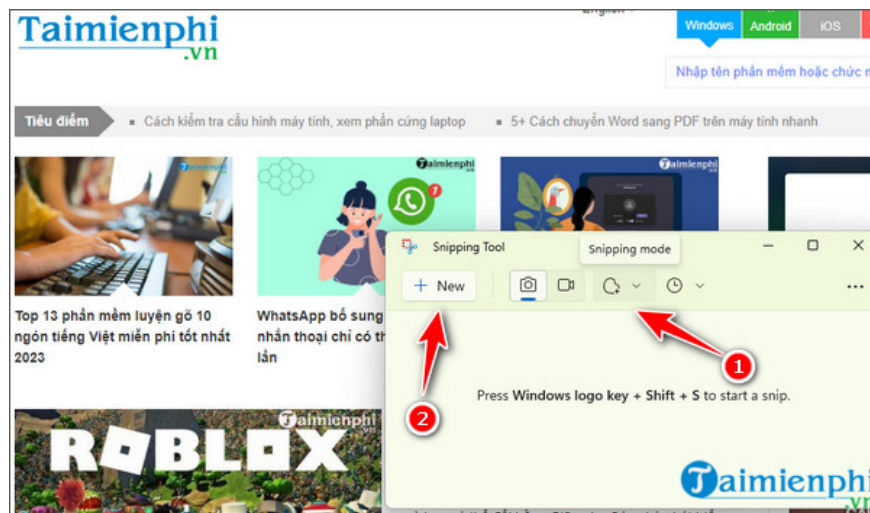 Taimienphi
.vn
Windows
Android
iOS
Nhập tên phần mềm hoặc chức
Tiêu điểm
Cách kiểm tra cấu hình máy tính, xem phần cứng laptop
5+ Cách chuyển Word sang PDF trên máy tính nhanh
Taimienphi
Taimienphi
Top 13 phần mềm luyện gõ 10
ngón tiếng Việt miễn phí tốt nhất
2023
WhatsApp bổ sung
nhắn thoại chỉ có
lần
Snipping Tool
Snipping mode
New
1
2
Press Windows logo key + Shift + S to start a snip.
Taimienphi
ROBLOX
Taimienphi
.vn